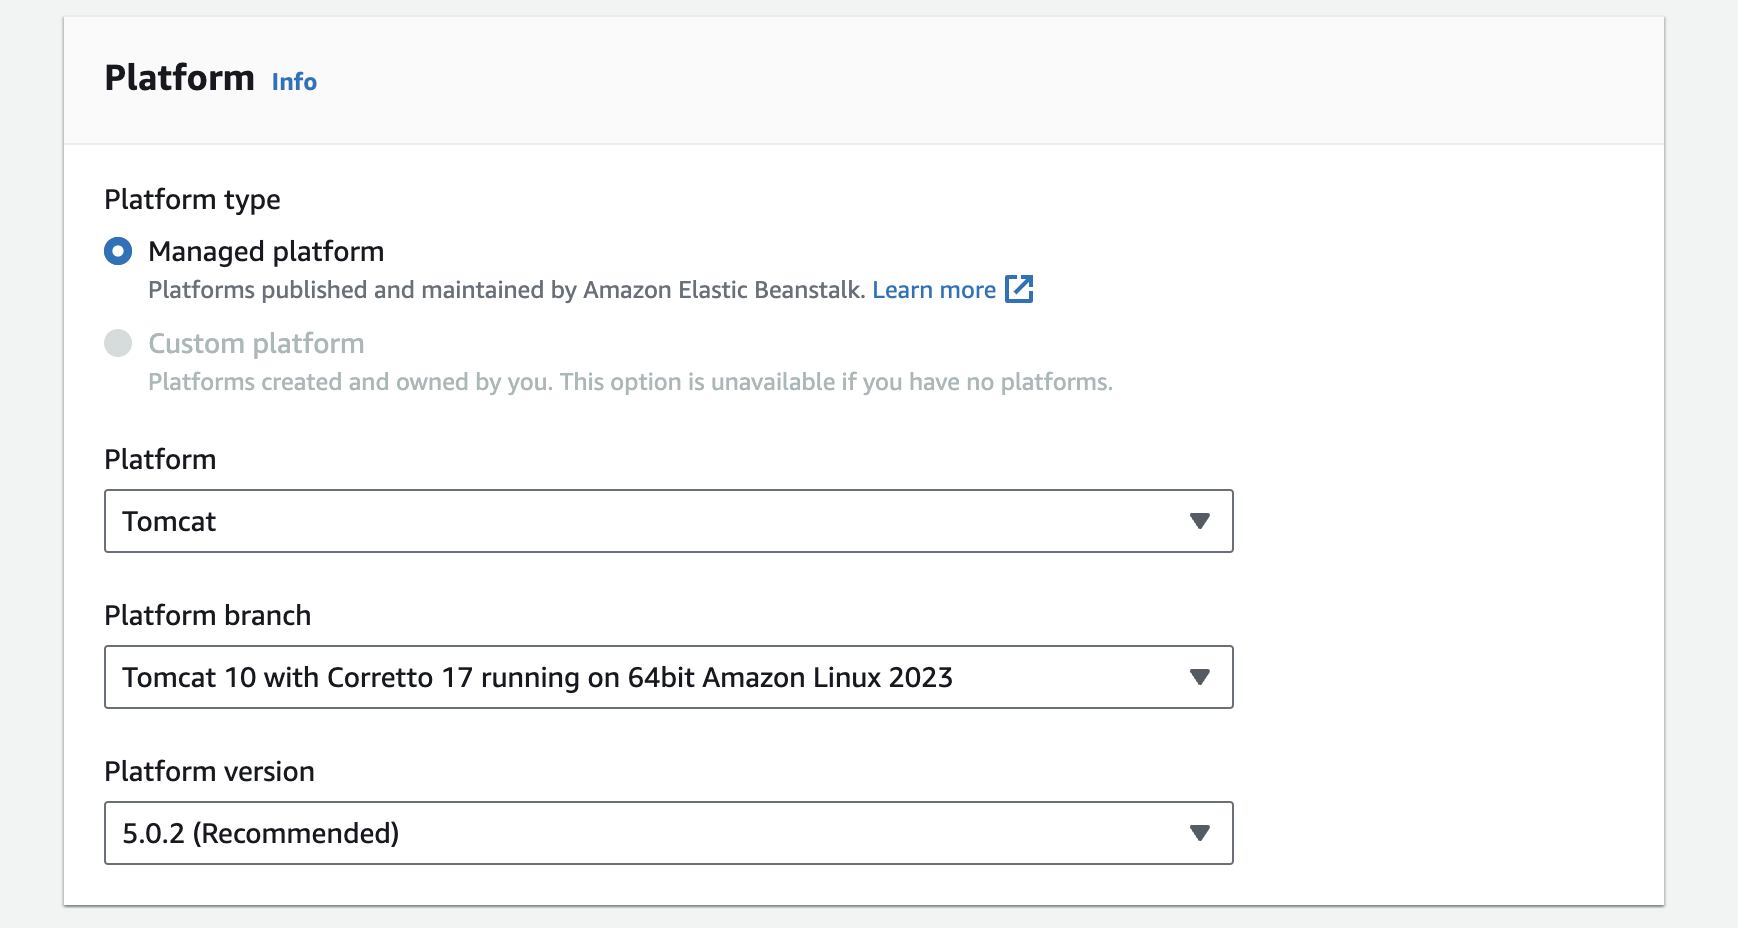 Platform Info
Platform type
Managed platform
Platforms published and maintained by Amazon Elastic Beanstalk. Learn more
Custom platform
Platforms created and owned by you. This option is unavailable if you have no platforms.
Platform
Tomcat
Platform branch
Tomcat 10 with Corretto 17 running on 64bit Amazon Linux 2023
Platform version
5.0.2 (Recommended)